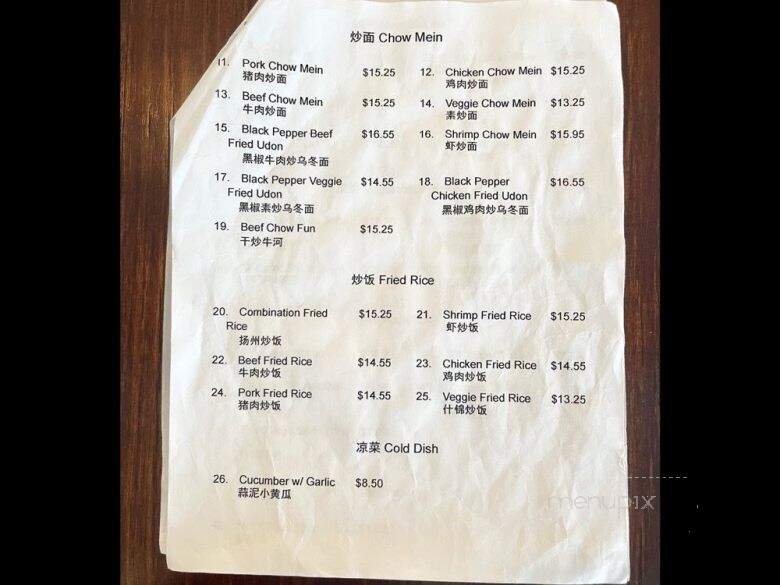 炒面 Chow Mein
11. Pork Chow Mein $15.25 12. Chicken Chow Mein $15.25
猪肉炒面 鸡肉炒面
13. Beef Chow Mein $15.25 14. Veggie Chow Mein $13.25
牛肉炒面 素炒面
15. Black Pepper Beef $16.55 16. Shrimp Chow Mein $15.95
Fried Udon 虾炒面
黑椒牛肉炒乌冬面
17. Black Pepper Veggie $14.55 18. Black Pepper $16.55
Fried Udon Chicken Fried Udon
黑椒素炒乌冬面 黑椒鸡肉炒乌冬面
19. Beef Chow Fun $15.25
干炒牛河
炒饭 Fried Rice
20. Combination Fried $15.25 21. Shrimp Fried Rice $15.25
Rice 虾炒饭
扬州炒饭
22. Beef Fried Rice $14.55 23. Chicken Fried Rice $14.55
牛肉炒饭 鸡肉炒饭
24. Pork Fried Rice $14.55 25. Veggie Fried Rice $13.25
猪肉炒饭 什锦炒饭
凉菜 Cold Dish
26. Cucumber w/ Garlic $8.50
蒜泥小黄瓜
menupix